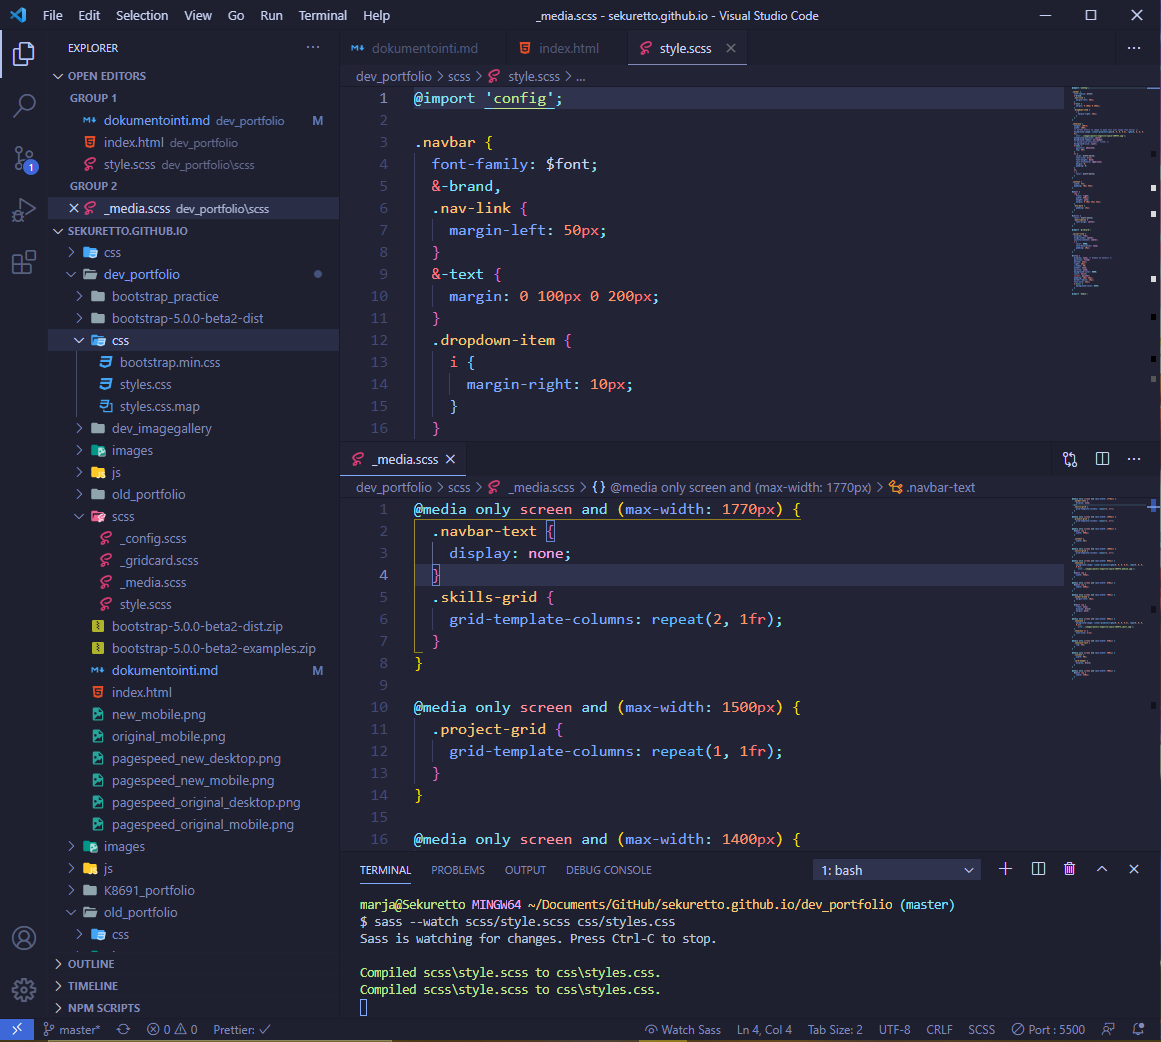 File Edit Selection View Go Run Terminal Help _media.scss - sekuretto.github.io - Visual Studio Code
EXPLORER
OPEN EDITORS
GROUP 1
dokumentointi.md dev_portfolio M
index.html dev_portfolio
style.scss dev_portfolio\scss
GROUP 2
_media.scss dev_portfolio\scss
SEKURETTO.GITHUB.IO
css
dev_portfolio
bootstrap_practice
bootstrap-5.0.0-beta2-dist
css
bootstrap.min.css
styles.css
styles.css.map
dev_imagegallery
images
js
old_portfolio
scss
_config.scss
_gridcard.scss
_media.scss
style.scss
bootstrap-5.0.0-beta2-dist.zip
bootstrap-5.0.0-beta2-examples.zip
dokumentointi.md M
index.html
new_mobile.png
original_mobile.png
pagespeed_new_desktop.png
pagespeed_new_mobile.png
pagespeed_original_desktop.png
pagespeed_original_mobile.png
images
js
K8691_portfolio
old_portfolio
css
OUTLINE
TIMELINE
NPM SCRIPTS
dokumentointi.md index.html style.scss
dev_portfolio > scss > style.scss > ...
1 @import 'config';
2
3 .navbar {
4 font-family: $font;
5 &-brand,
6 .nav-link {
7 margin-left: 50px;
8 }
9 &-text {
10 margin: 0 100px 0 200px;
11 }
12 .dropdown-item {
13 i {
14 margin-right: 10px;
15 }
16 }
_media.scss
dev_portfolio > scss > _media.scss > {} @media only screen and (max-width: 1770px) > .navbar-text
1 @media only screen and (max-width: 1770px) {
2 .navbar-text {
3 display: none;
4 }
5 .skills-grid {
6 grid-template-columns: repeat(2, 1fr);
7 }
8 }
9
10 @media only screen and (max-width: 1500px) {
11 .project-grid {
12 grid-template-columns: repeat(1, 1fr);
13 }
14 }
15
16 @media only screen and (max-width: 1400px) {
TERMINAL PROBLEMS OUTPUT DEBUG CONSOLE 1: bash
marja@Sekuretto MINGW64 ~/Documents/GitHub/sekuretto.github.io/dev_portfolio (master)
$ sass --watch scss/style.scss css/styles.css
Sass is watching for changes. Press Ctrl-C to stop.
Compiled scss\style.scss to css\styles.css.
Compiled scss\style.scss to css\styles.css.
master* 0 0 Prettier: ✓ Watch Sass Ln 4, Col 4 Tab Size: 2 UTF-8 CRLF SCSS Port : 5500